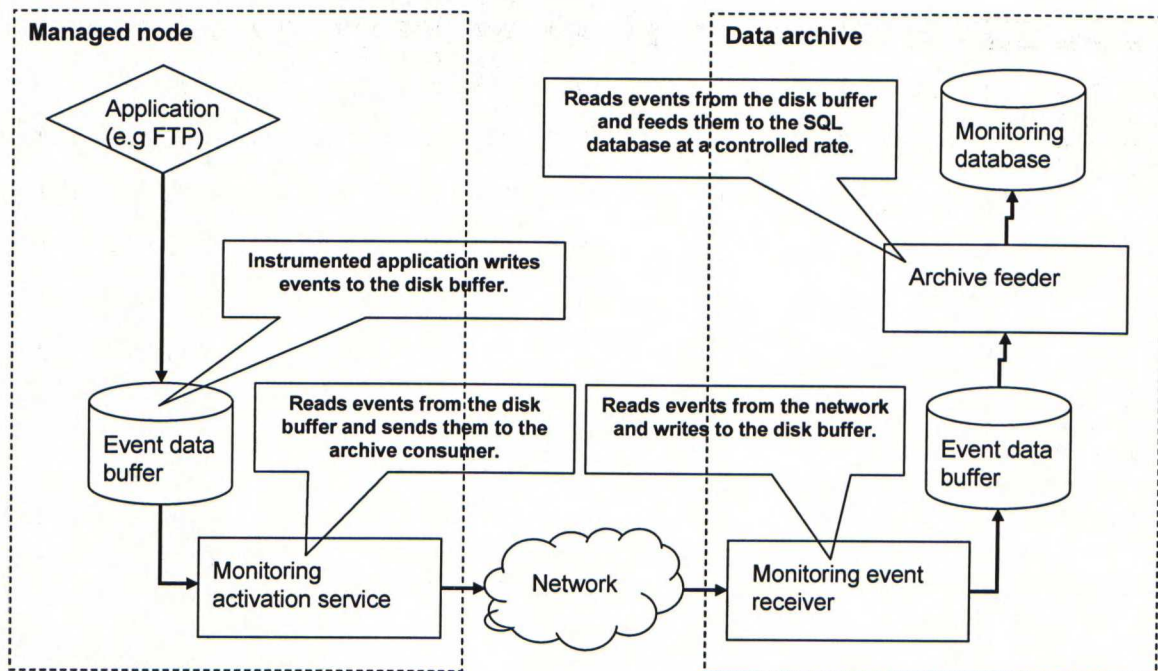 Managed node
Application
(e.g FTP)
Instrumented application writes
events to the disk buffer.
Event data
buffer
Reads events from the disk
buffer and sends them to the
archive consumer.
Monitoring
activation service
Network
Data archive
Reads events from the disk buffer
and feeds them to the SQL
database at a controlled rate.
Monitoring
database
Archive feeder
Reads events from the network
and writes to the disk buffer.
Event data
buffer
Monitoring event
receiver